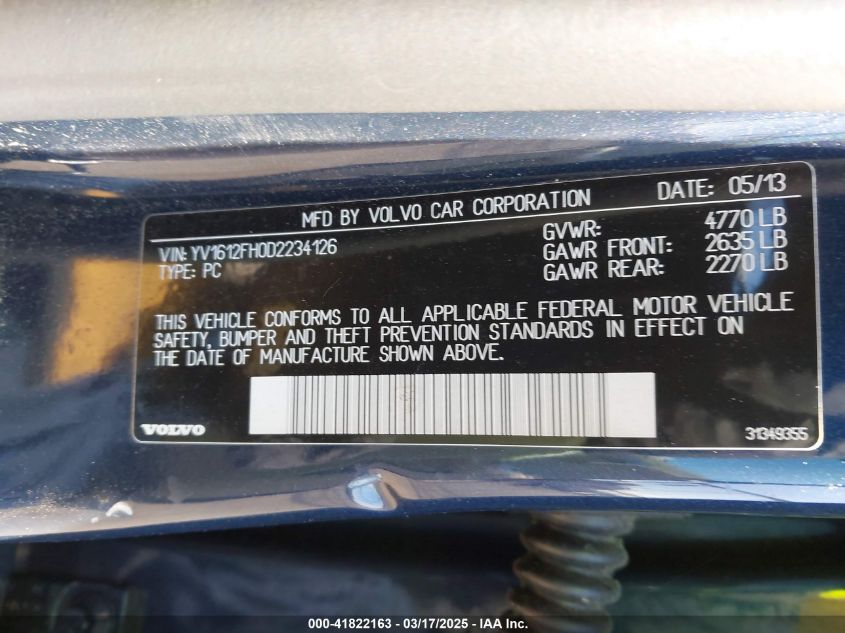 MFD BY VOLVO CAR CORPORATION DATE: 05/13
VIN: YV1612FH0D2234126
TYPE: PC
GVWR: 4770 LB
GAWR FRONT: 2635 LB
GAWR REAR: 2270 LB
THIS VEHICLE CONFORMS TO ALL APPLICABLE FEDERAL MOTOR VEHICLE
SAFETY, BUMPER AND THEFT PREVENTION STANDARDS IN EFFECT ON
THE DATE OF MANUFACTURE SHOWN ABOVE.
VOLVO
31349355
000-41822163 - 03/17/2025 - IAA Inc.